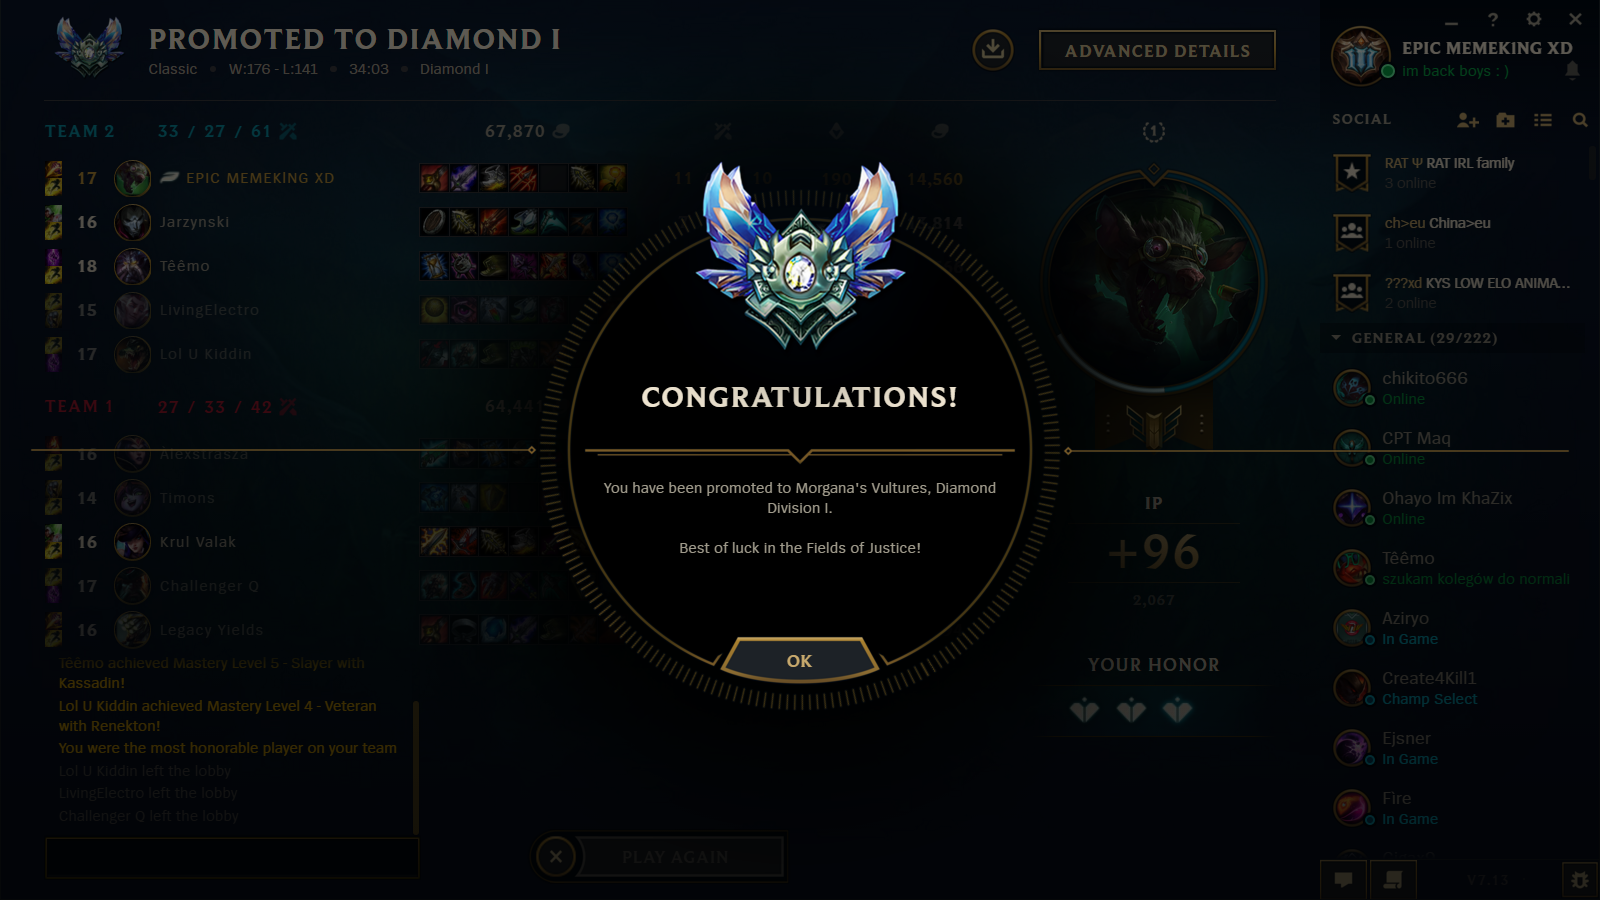 PROMOTED TO DIAMOND I
Classic • W:176 - L:141 • 34:03 • Diamond I
ADVANCED DETAILS
? 
EPIC MEMEKING XD
im back boys : )
SOCIAL
TEAM 2 33 / 27 / 61 67,870
1
17 EPIC MEMEKING XD 11 10 190 14,560
16 Jarzynski
18 Têêmo
15 LivingElectro
17 Lol U Kiddin
TEAM 1 27 / 33 / 42
16 Alexstrasza
14 Timons
16 Krul Valak
17 Challenger Q
16 Legacy Yields
Têêmo achieved Mastery Level 5 - Slayer with
Kassadin!
Lol U Kiddin achieved Mastery Level 4 - Veteran
with Renekton!
You were the most honorable player on your team
Lol U Kiddin left the lobby
LivingElectro left the lobby
Challenger Q left the lobby
CONGRATULATIONS!
You have been promoted to Morgana's Vultures, Diamond
Division I.
Best of luck in the Fields of Justice!
OK
PLAY AGAIN
IP
+96
2,067
YOUR HONOR
RAT Ψ RAT IRL family
3 online
ch>eu China>eu
1 online
???xd KYS LOW ELO ANIMA...
2 online
GENERAL (29/222)
chikito666
Online
CPT Maq
Online
Ohayo Im KhaZix
Online
Têêmo
szukam kolegów do normali
Aziryo
In Game
Create4Kill1
Champ Select
Ejsner
In Game
Fire
In Game
V7.13